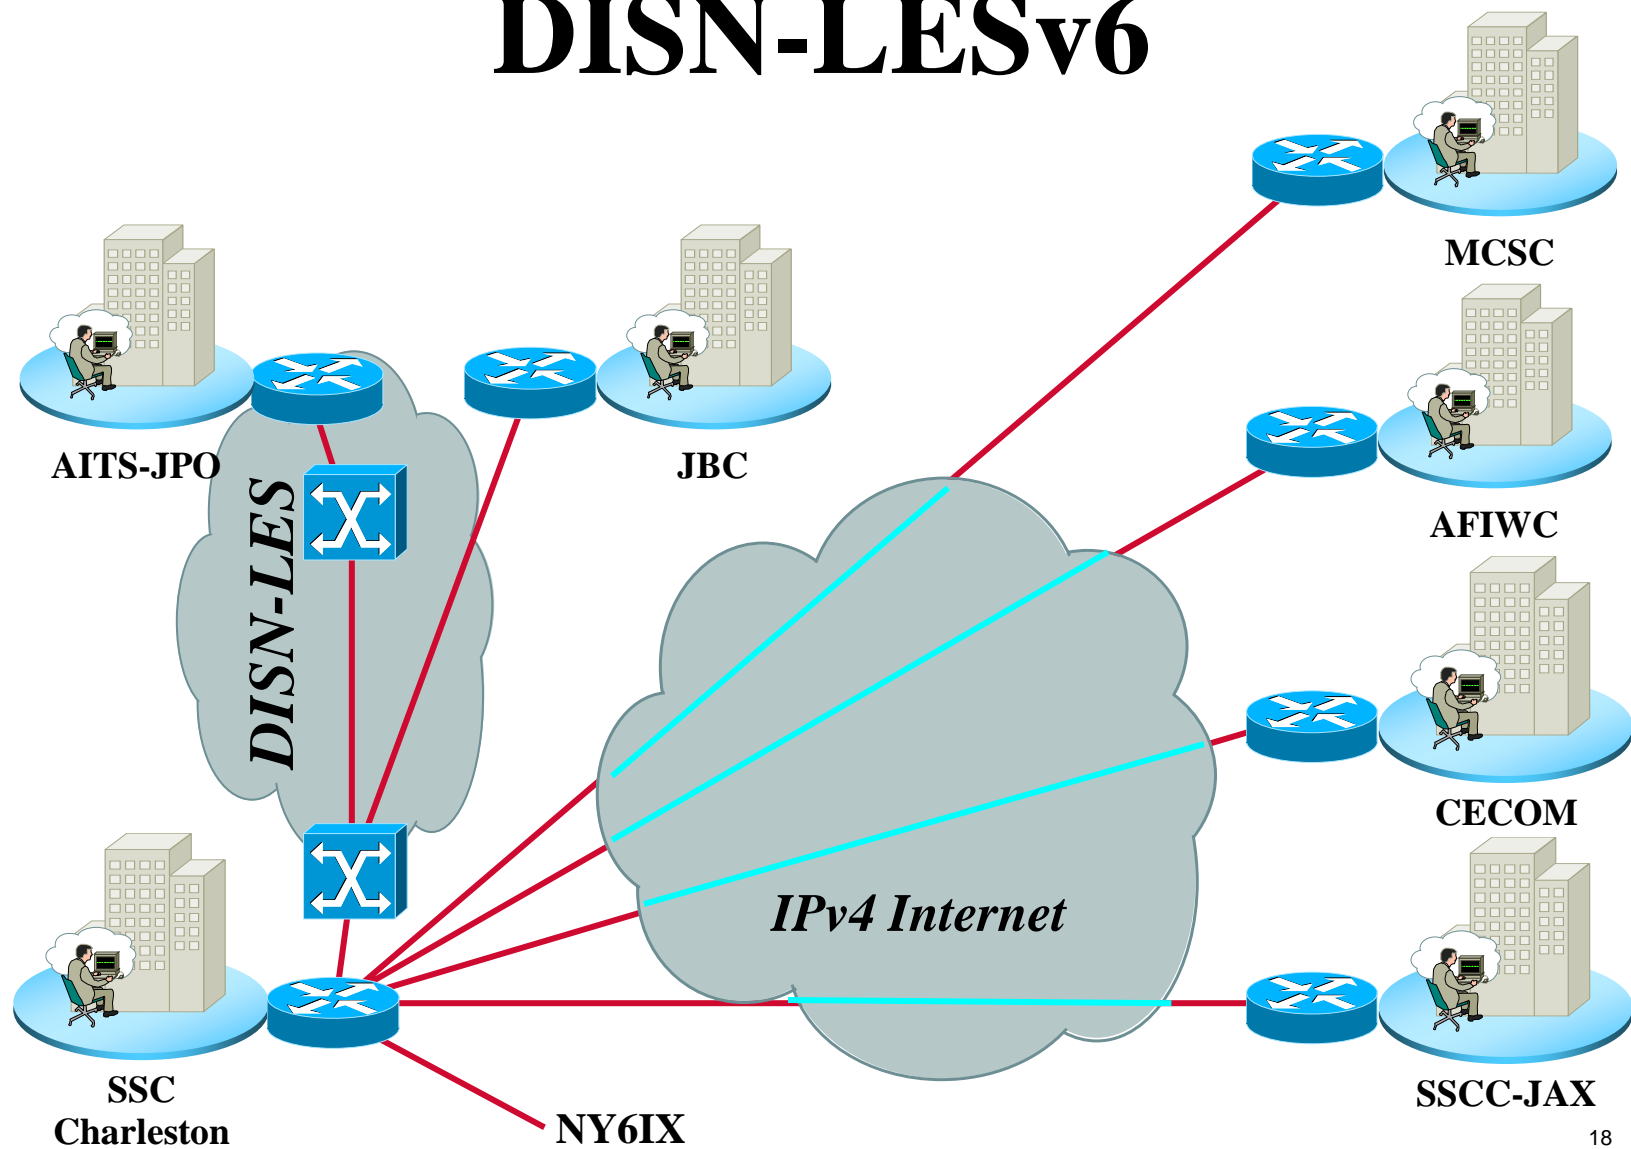 DISN-LESv6
MCSC
AITS-JPO
JBC
DISN-LES
AFIWC
CECOM
IPv4 Internet
SSC
Charleston
NY6IX
SSCC-JAX
18